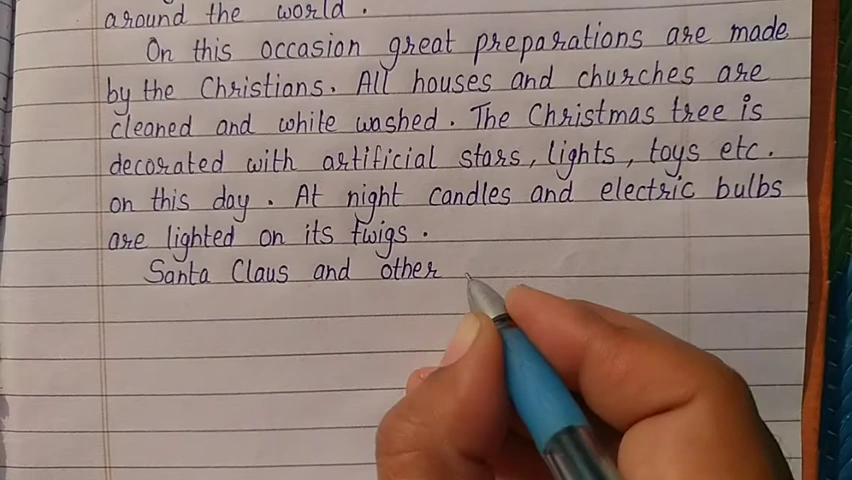 around the world.
On this occasion great preparations are made
by the Christians. All houses and churches are
cleaned and white washed. The Christmas tree is
decorated with artificial stars, lights, toys etc.
on this day. At night candles and electric bulbs
are lighted on its twigs.
Santa Claus and other